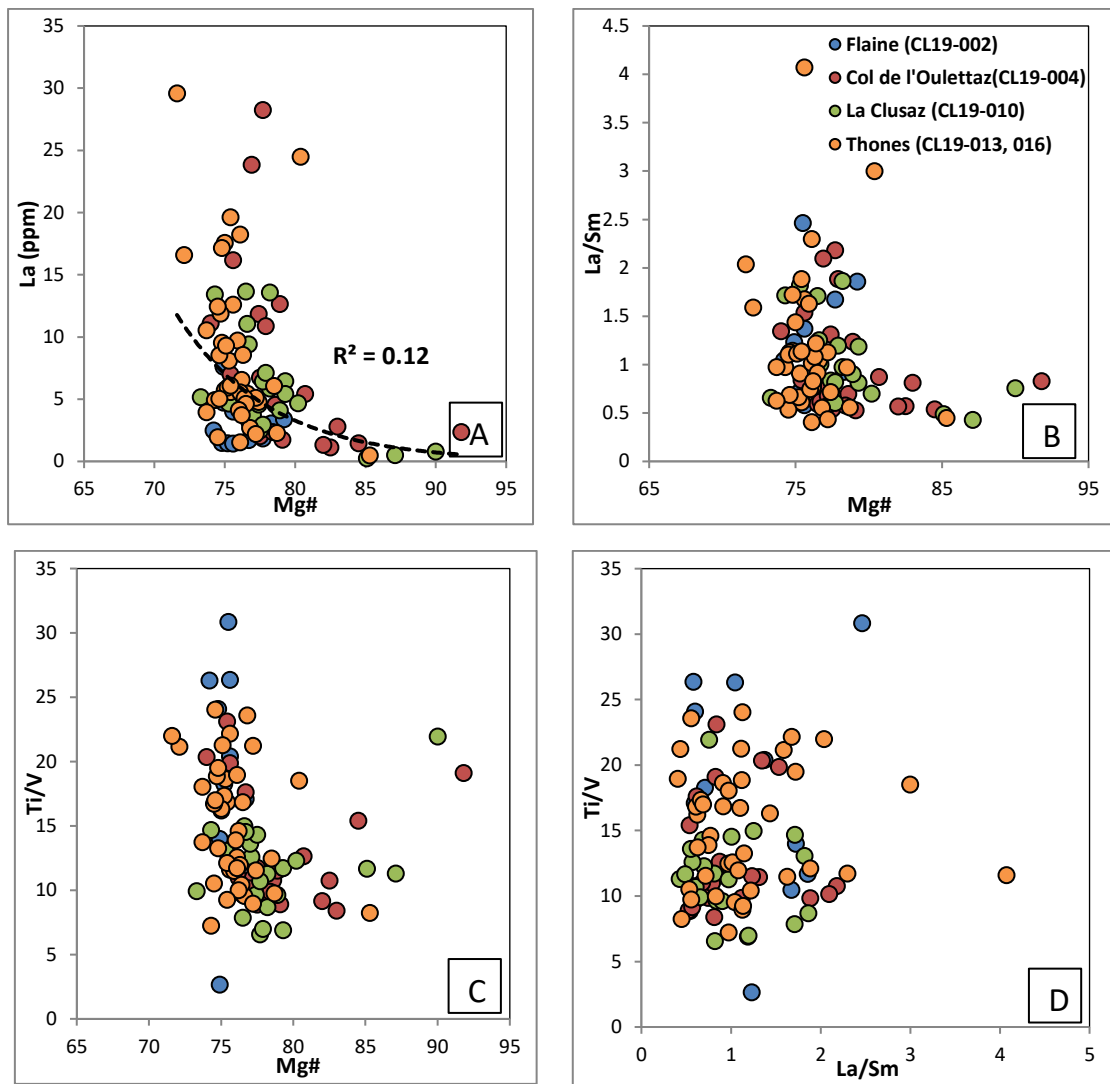 35
30
25
20
15
10
5
0
La (ppm)
65 70 75 80 85 90 95
Mg#
R² = 0.12
A
4.5
4
3.5
3
2.5
2
1.5
1
0.5
0
La/Sm
65 75 85 95
Mg#
Flaine (CL19-002)
Col de l'Oulettaz(CL19-004)
La Clusaz (CL19-010)
Thones (CL19-013, 016)
B
35
30
25
20
15
10
5
0
Ti/V
65 70 75 80 85 90 95
Mg#
C
35
30
25
20
15
10
5
0
Ti/V
0 1 2 3 4 5
La/Sm
D